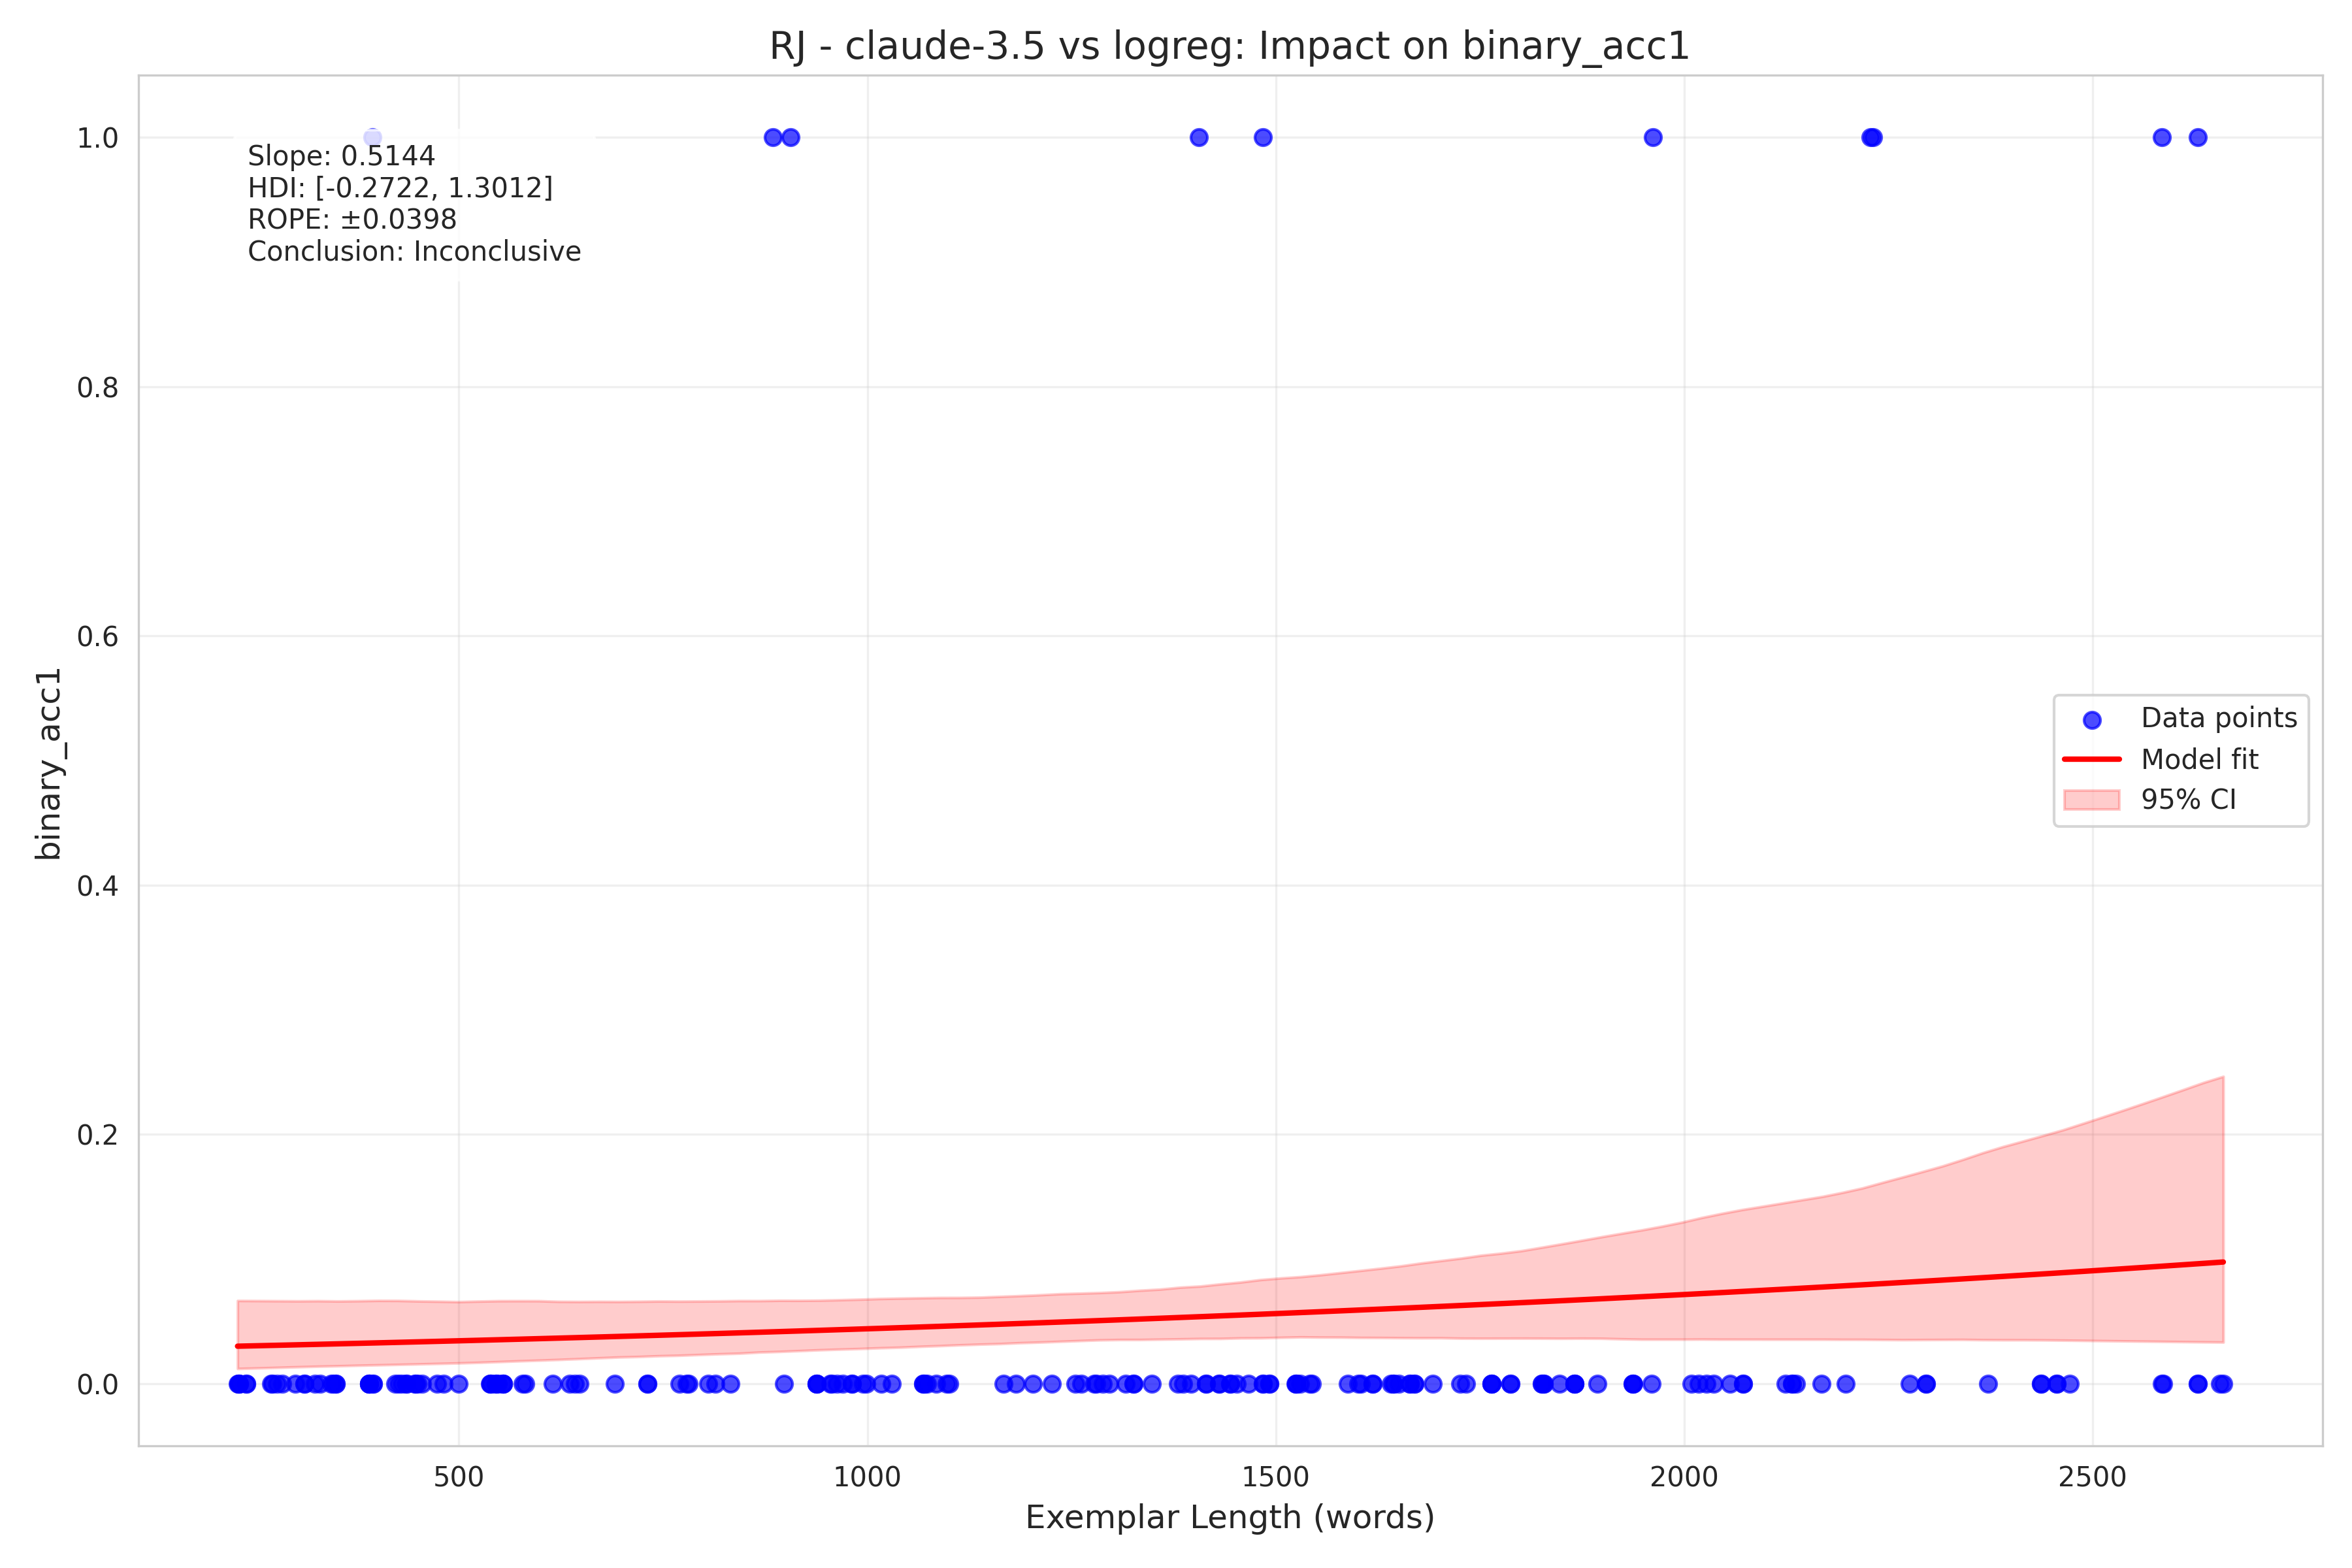 RJ - claude-3.5 vs logreg: Impact on binary_acc1
1.0
0.8
0.6
0.4
0.2
0.0
binary_acc1
Slope: 0.5144
HDI: [-0.2722, 1.3012]
ROPE: ±0.0398
Conclusion: Inconclusive
Data points
Model fit
95% CI
500
1000
1500
2000
2500
Exemplar Length (words)